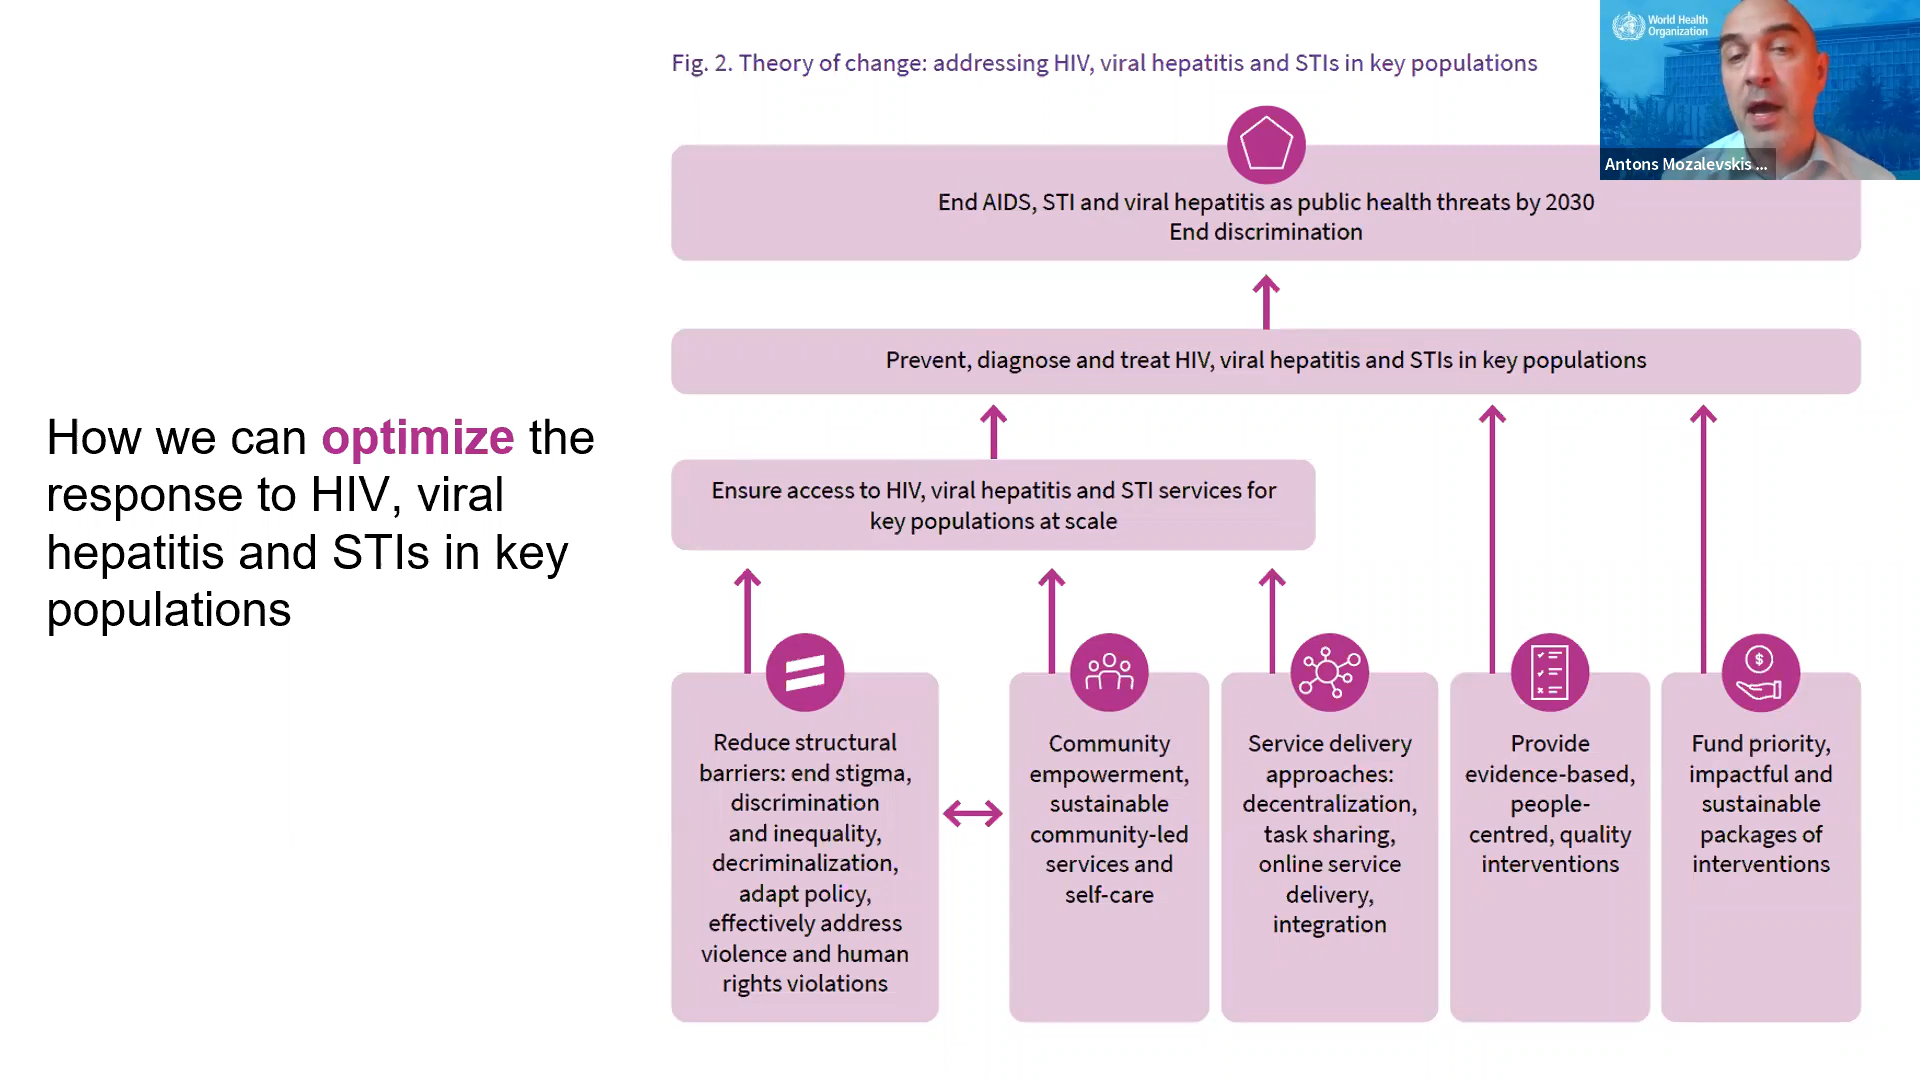 World Health
Organization
Antons Mozalevskis ...
Fig. 2. Theory of change: addressing HIV, viral hepatitis and STIs in key populations
End AIDS, STI and viral hepatitis as public health threats by 2030
End discrimination
Prevent, diagnose and treat HIV, viral hepatitis and STIs in key populations
How we can optimize the
response to HIV, viral
hepatitis and STIs in key
populations
Ensure access to HIV, viral hepatitis and STI services for
key populations at scale
Reduce structural
barriers: end stigma,
discrimination
and inequality,
decriminalization,
adapt policy,
effectively address
violence and human
rights violations
Community
empowerment,
sustainable
community-led
services and
self-care
Service delivery
approaches:
decentralization,
task sharing,
online service
delivery,
integration
Provide
evidence-based,
people-
centred, quality
interventions
$
Fund priority,
impactful and
sustainable
packages of
interventions